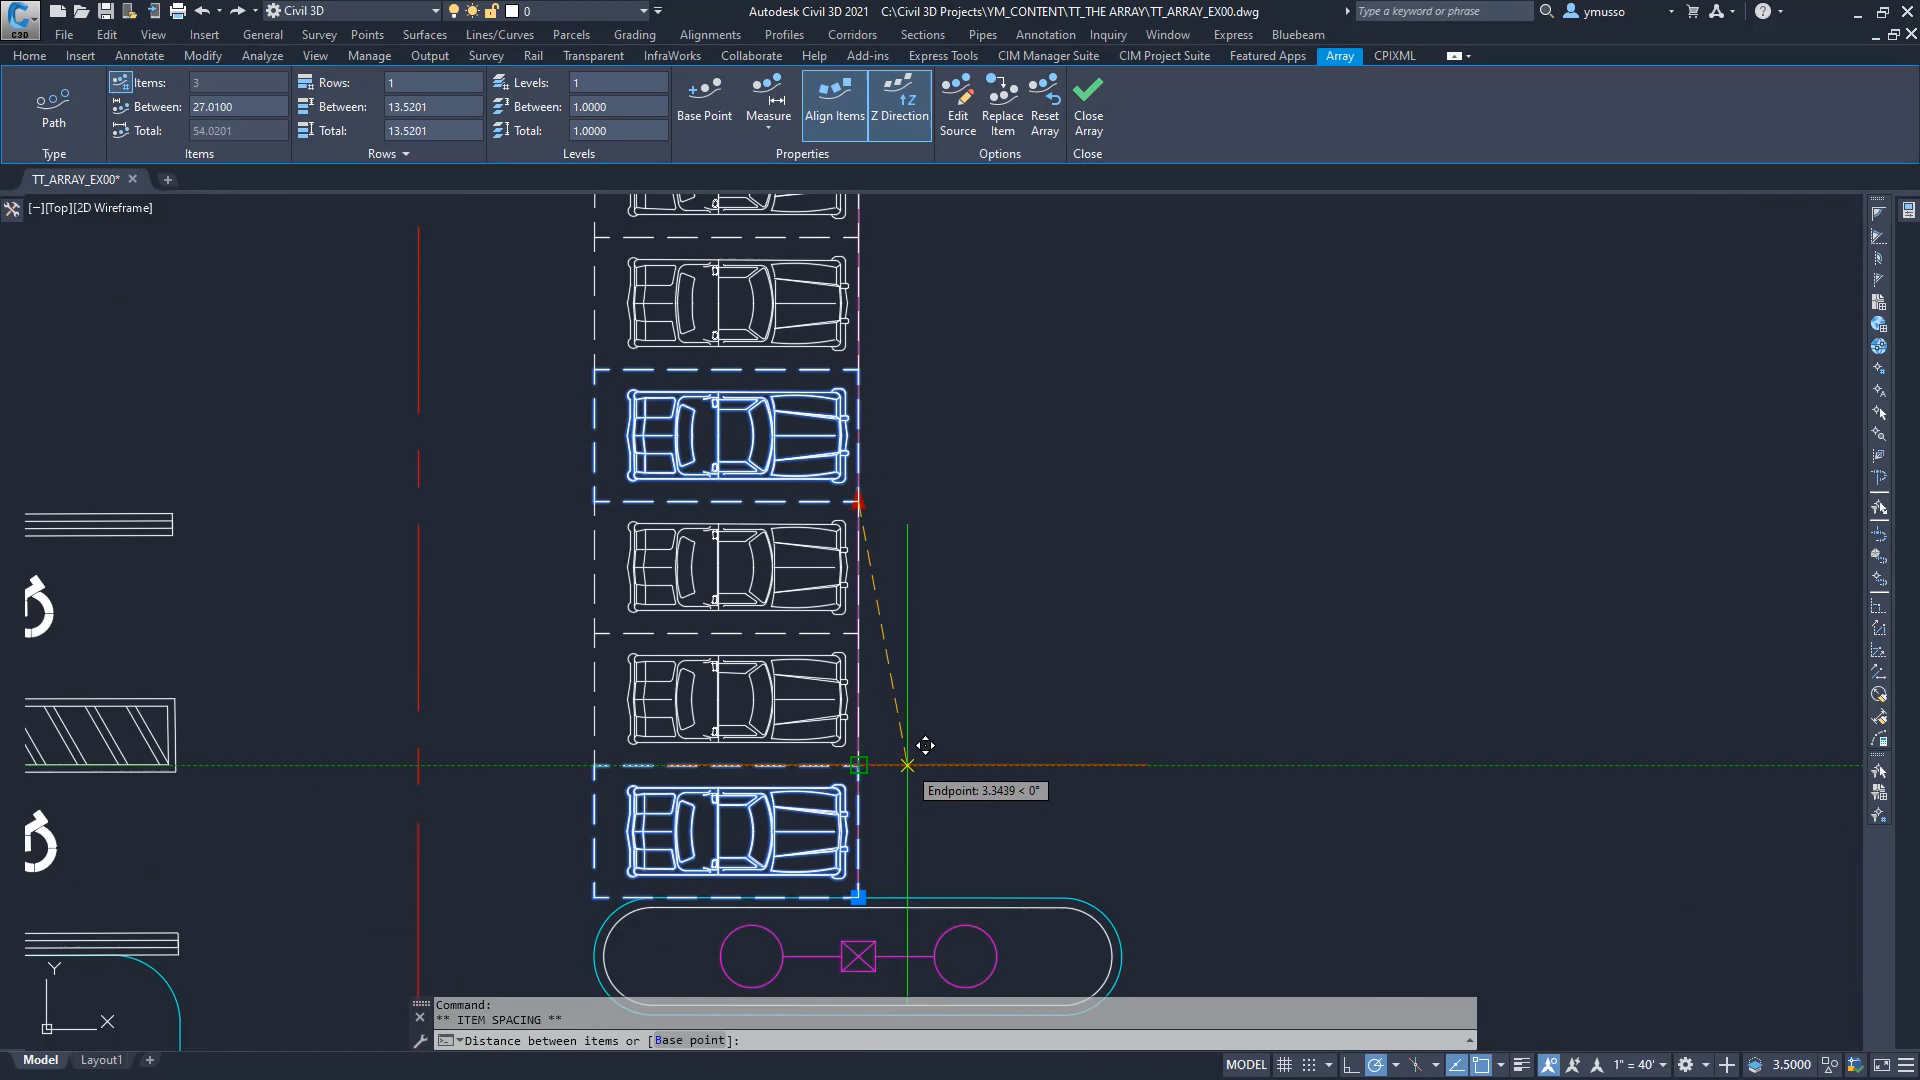 Civil 3D
0
Autodesk Civil 3D 2021
C:\Civil 3D Projects\YM_CONTENT\TT_THE ARRAY\TT_ARRAY_EX00.dwg
Type a keyword or phrase
ymusso
C3D
File Edit View Insert General Survey Points Surfaces Lines/Curves Parcels Grading Alignments Profiles Corridors Sections Pipes Annotation Inquiry Window Express Bluebeam
Home Insert Annotate Modify Analyze View Manage Output Survey Rail Transparent InfraWorks Collaborate Help Add-ins Express Tools CIM Manager Suite CIM Project Suite Featured Apps Array CPIXML
Items: 3 Rows: 1 Levels: 1
Between: 27.0100 Between: 13.5201 Between: 1.0000
Total: 54.0201 Total: 13.5201 Total: 1.0000
Path
Base Point Measure Align Items Z Direction
Edit Source Replace Item Reset Array Close Array
Type Items Rows Levels Properties Options Close
TT_ARRAY_EX00*
[−][Top][2D Wireframe]
Endpoint: 3.3439 < 0°
Y
X
Command:
** ITEM SPACING **
Distance between items or [Base point]:
Model Layout1
MODEL 1" = 40' 3.5000